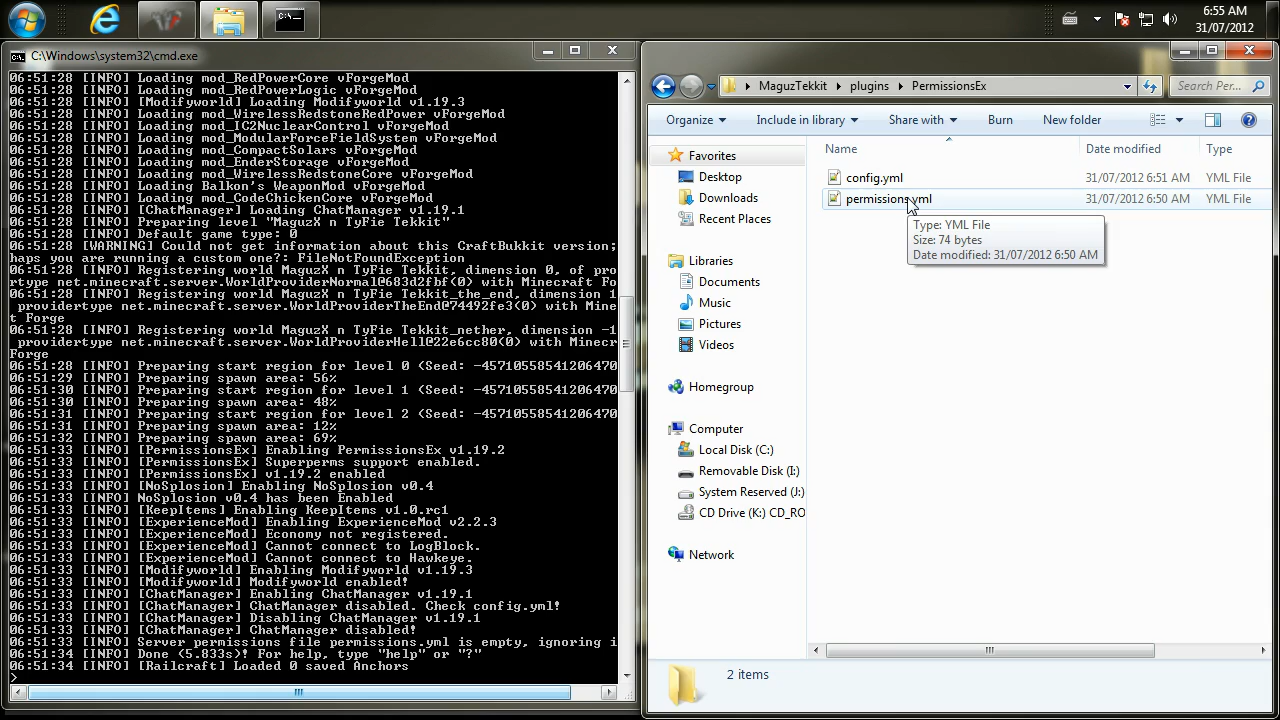 6:55 AM
31/07/2012
C:\Windows\system32\cmd.exe
06:51:28 [INFO] Loading mod_RedPowerCore vForgeMod
06:51:28 [INFO] Loading mod_RedPowerLogic vForgeMod
06:51:28 [INFO] [Modifyworld] Loading Modifyworld v1.19.3
06:51:28 [INFO] Loading mod_WirelessRedstoneRedPower vForgeMod
06:51:28 [INFO] Loading mod_IC2NuclearControl vForgeMod
06:51:28 [INFO] Loading mod_ModularForceFieldSystem vForgeMod
06:51:28 [INFO] Loading mod_CompactSolars vForgeMod
06:51:28 [INFO] Loading mod_EnderStorage vForgeMod
06:51:28 [INFO] Loading mod_WirelessRedstoneCore vForgeMod
06:51:28 [INFO] Loading Balkon's WeaponMod vForgeMod
06:51:28 [INFO] Loading mod_CodeChickenCore vForgeMod
06:51:28 [INFO] [ChatManager] Loading ChatManager v1.19.1
06:51:28 [INFO] Preparing level "MaguzX n TyFie Tekkit"
06:51:28 [INFO] Default game type: 0
06:51:28 [WARNING] Could not get information about this CraftBukkit version;
haps you are running a custom one?: FileNotFoundException
06:51:28 [INFO] Registering world MaguzX n TyFie Tekkit, dimension 0, of pro
ortype net.minecraft.server.WorldProviderNormal@683d2fbf(0) with Minecraft Fo
06:51:28 [INFO] Registering world MaguzX n TyFie Tekkit_the_end, dimension 1
 providertype net.minecraft.server.WorldProviderTheEnd@74492fe3(0) with Mine
t Forge
06:51:28 [INFO] Registering world MaguzX n TyFie Tekkit_nether, dimension -1
 providertype net.minecraft.server.WorldProviderHell@22e6cc80(0) with Minecr
Forge
06:51:28 [INFO] Preparing start region for level 0 (Seed: -45710558541206470
06:51:29 [INFO] Preparing spawn area: 56%
06:51:30 [INFO] Preparing start region for level 1 (Seed: -45710558541206470
06:51:30 [INFO] Preparing spawn area: 48%
06:51:31 [INFO] Preparing start region for level 2 (Seed: -45710558541206470
06:51:31 [INFO] Preparing spawn area: 12%
06:51:32 [INFO] Preparing spawn area: 69%
06:51:33 [INFO] [PermissionsEx] Enabling PermissionsEx v1.19.2
06:51:33 [INFO] [PermissionsEx] Superperms support enabled.
06:51:33 [INFO] [PermissionsEx] v1.19.2 enabled
06:51:33 [INFO] [NoSplosion] Enabling NoSplosion v0.4
06:51:33 [INFO] NoSplosion v0.4 has been Enabled
06:51:33 [INFO] [KeepItems] Enabling KeepItems v1.0.rc1
06:51:33 [INFO] [ExperienceMod] Enabling ExperienceMod v2.2.3
06:51:33 [INFO] [ExperienceMod] Economy not registered.
06:51:33 [INFO] [ExperienceMod] Cannot connect to LogBlock.
06:51:33 [INFO] [ExperienceMod] Cannot connect to Hawkeye.
06:51:33 [INFO] [Modifyworld] Enabling Modifyworld v1.19.3
06:51:33 [INFO] [Modifyworld] Modifyworld enabled!
06:51:33 [INFO] [ChatManager] Enabling ChatManager v1.19.1
06:51:33 [INFO] [ChatManager] ChatManager disabled. Check config.yml!
06:51:33 [INFO] [ChatManager] Disabling ChatManager v1.19.1
06:51:33 [INFO] [ChatManager] ChatManager disabled!
06:51:33 [INFO] Server permissions file permissions.yml is empty, ignoring i
06:51:34 [INFO] Done (5.833s)! For help, type "help" or "?"
06:51:34 [INFO] [Railcraft] Loaded 0 saved Anchors
>
MaguzTekkit
plugins
PermissionsEx
Search Per...
Organize
Include in library
Share with
Burn
New folder
Name
Date modified
Type
Favorites
Desktop
Downloads
Recent Places
Libraries
Documents
Music
Pictures
Videos
Homegroup
Computer
Local Disk (C:)
Removable Disk (I:)
System Reserved (J:)
CD Drive (K:) CD_RO
Network
config.yml 31/07/2012 6:51 AM YML File
permissions.yml 31/07/2012 6:50 AM YML File
Type: YML File
Size: 74 bytes
Date modified: 31/07/2012 6:50 AM
2 items